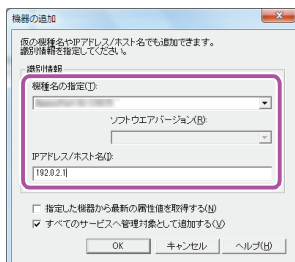 機器の追加
仮の機種名やIPアドレス/ホスト名でも追加できます。
識別情報を指定してください。
識別情報
機種名の指定(T):
ソフトウエアバージョン(R):
IPアドレス/ホスト名(I):
192.0.2.1
指定した機器から最新の属性値を取得する(N)
すべてのサービスへ管理対象として追加する(V)
OK
キャンセル
ヘルプ(H)